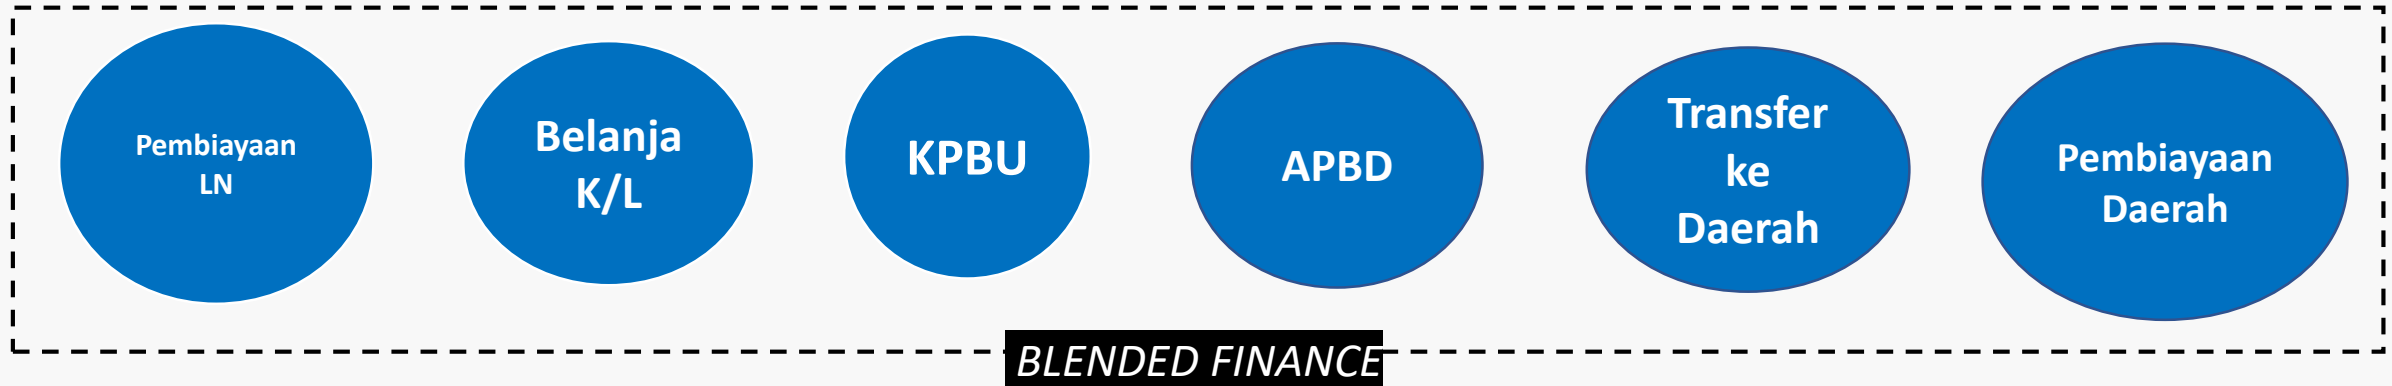 Pembiayaan
LN
Belanja
K/L
KPBU
APBD
Transfer
ke
Daerah
Pembiayaan
Daerah
BLENDED FINANCE